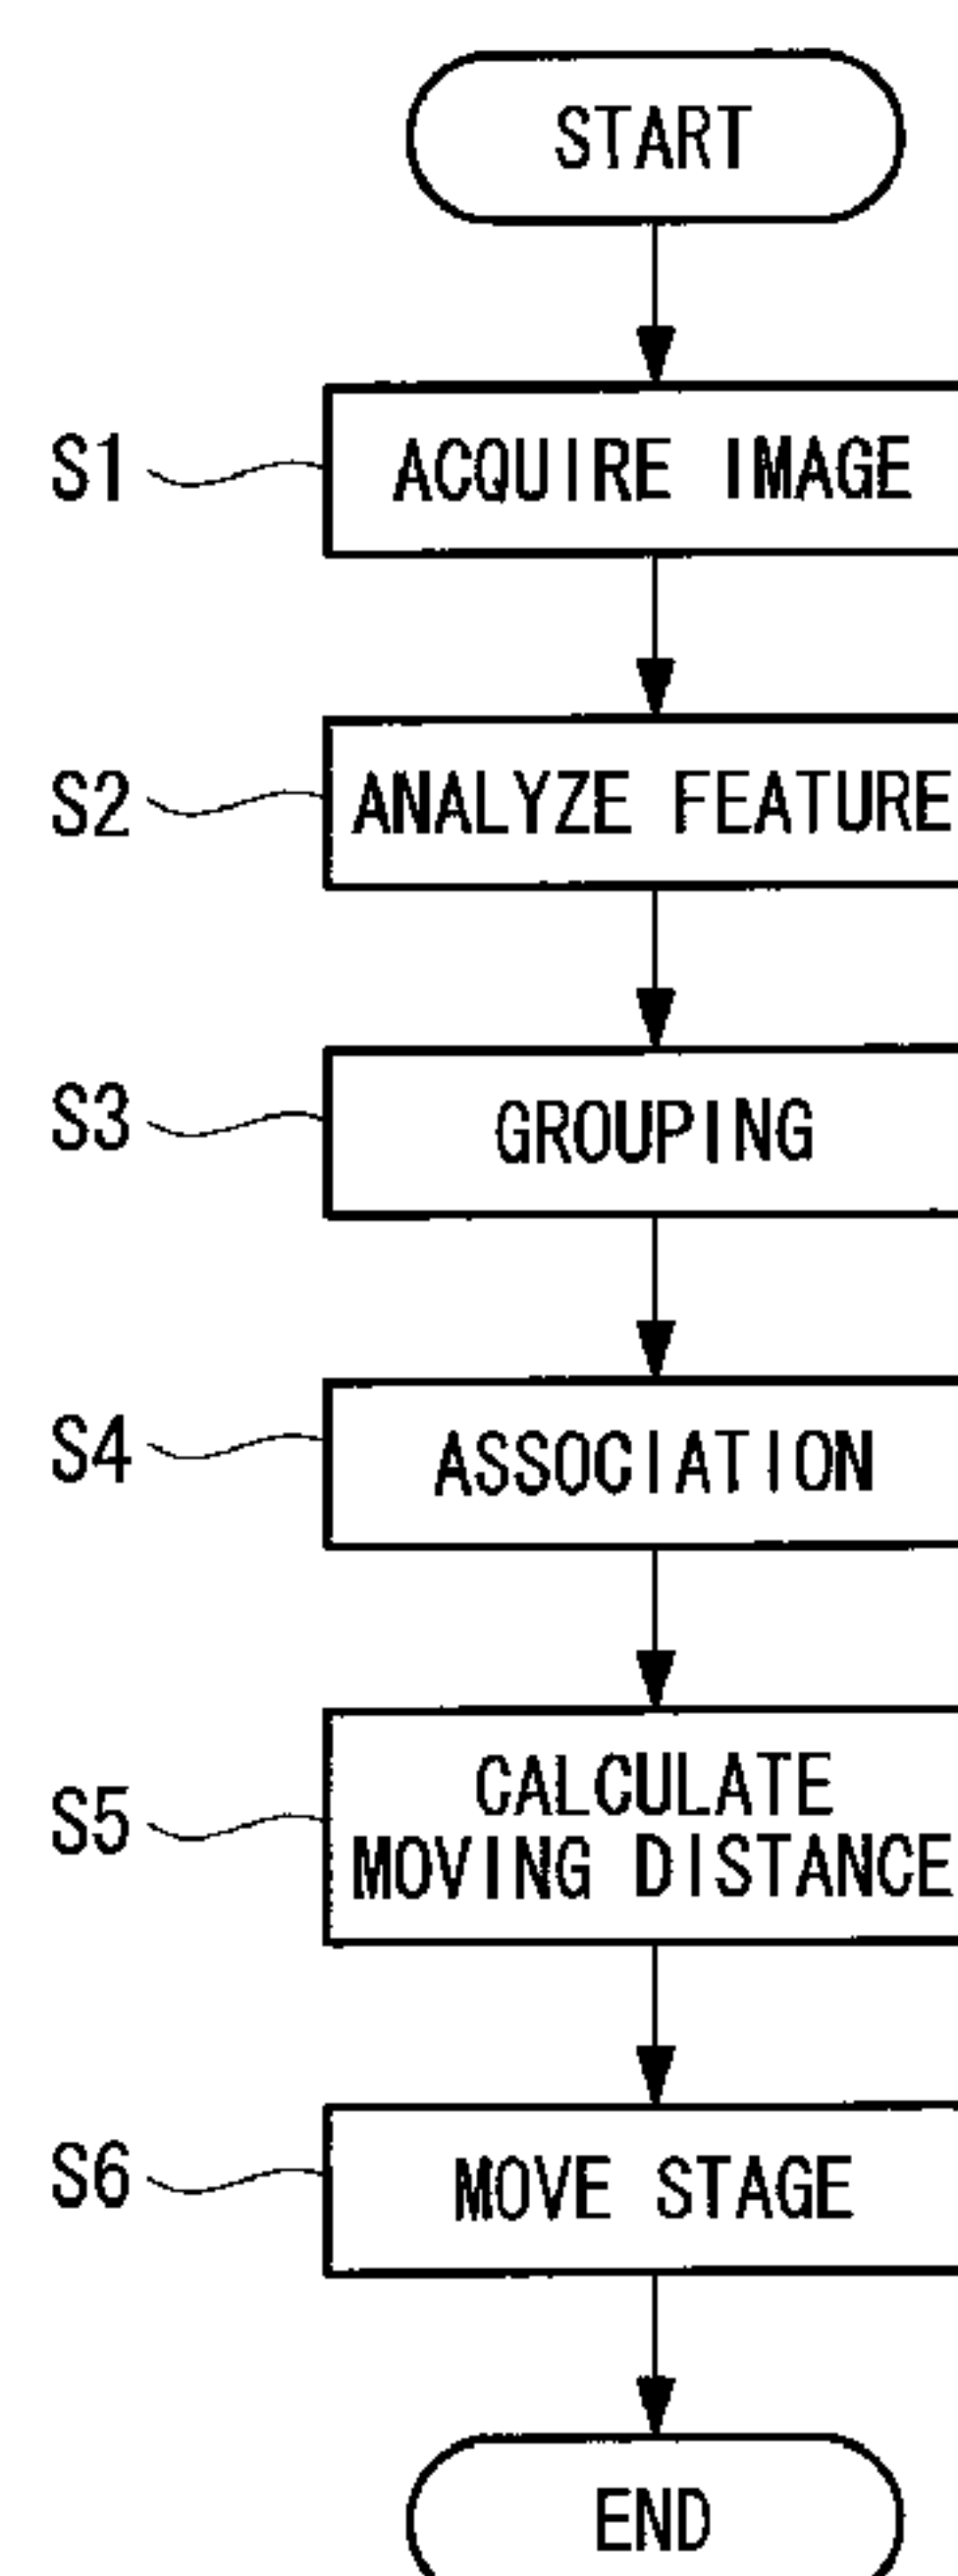 START
S1 ACQUIRE IMAGE
S2 ANALYZE FEATURE
S3 GROUPING
S4 ASSOCIATION
S5 CALCULATE
MOVING DISTANCE
S6 MOVE STAGE
END